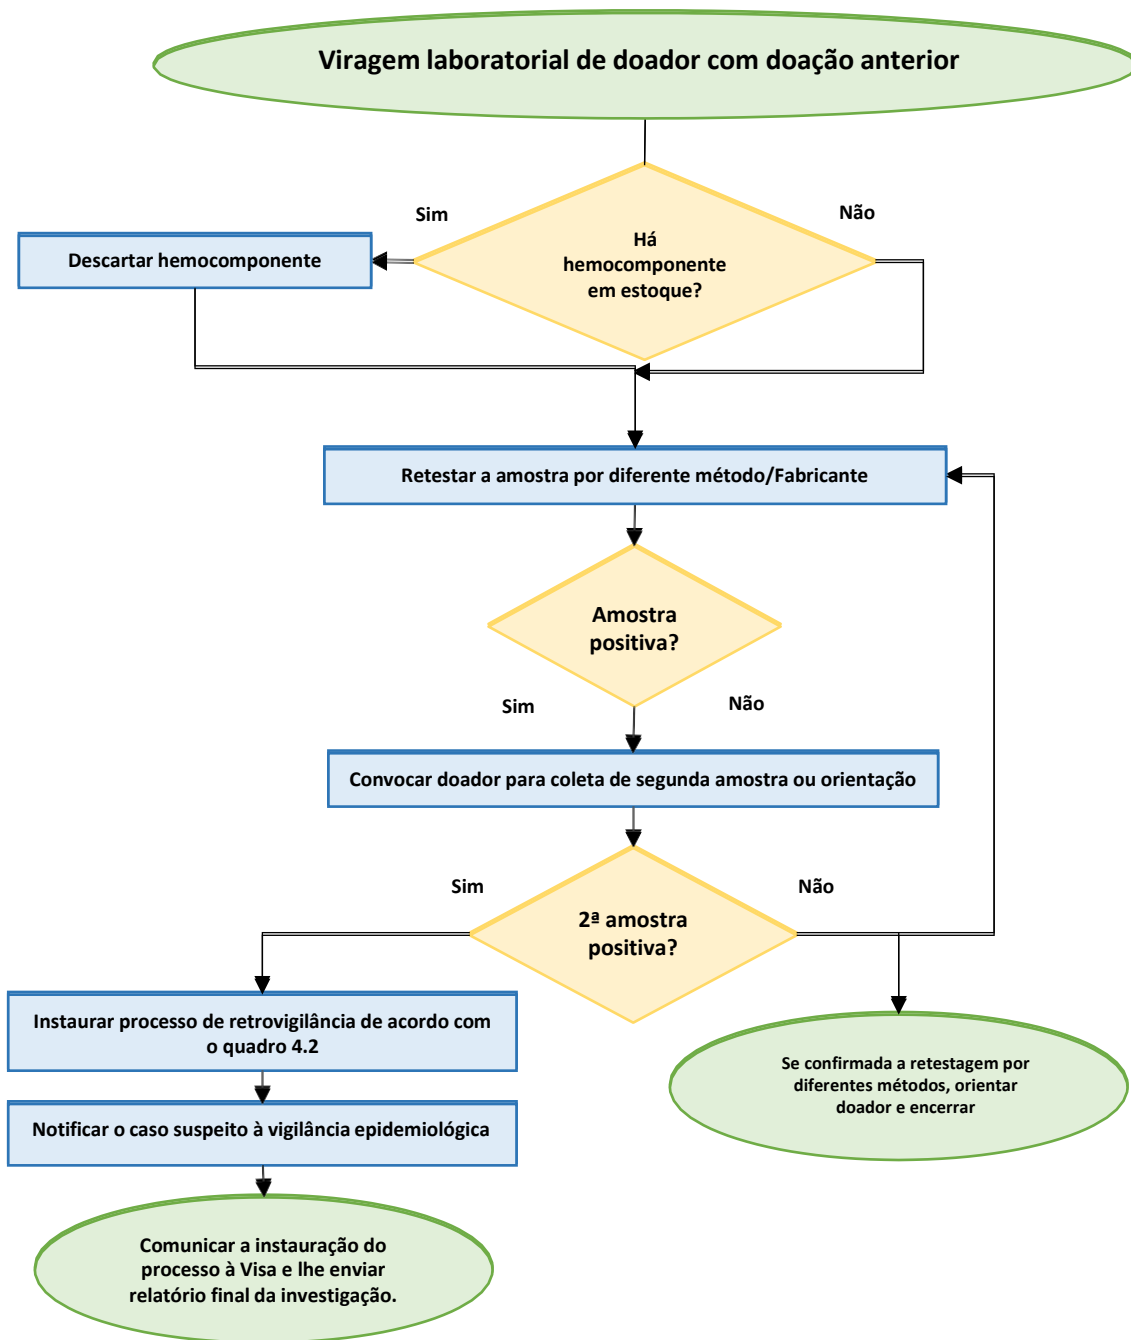 Viragem laboratorial de doador com doação anterior
Sim
Não
Há
hemocomponente
em estoque?
Descartar hemocomponente
Retestar a amostra por diferente método/Fabricante
Amostra
positiva?
Sim
Não
Convocar doador para coleta de segunda amostra ou orientação
Sim
Não
2ª amostra
positiva?
Instaurar processo de retrovigilância de acordo com
o quadro 4.2
Se confirmada a retestagem por
diferentes métodos, orientar
doador e encerrar
Notificar o caso suspeito à vigilância epidemiológica
Comunicar a instauração do
processo à Visa e lhe enviar
relatório final da investigação.